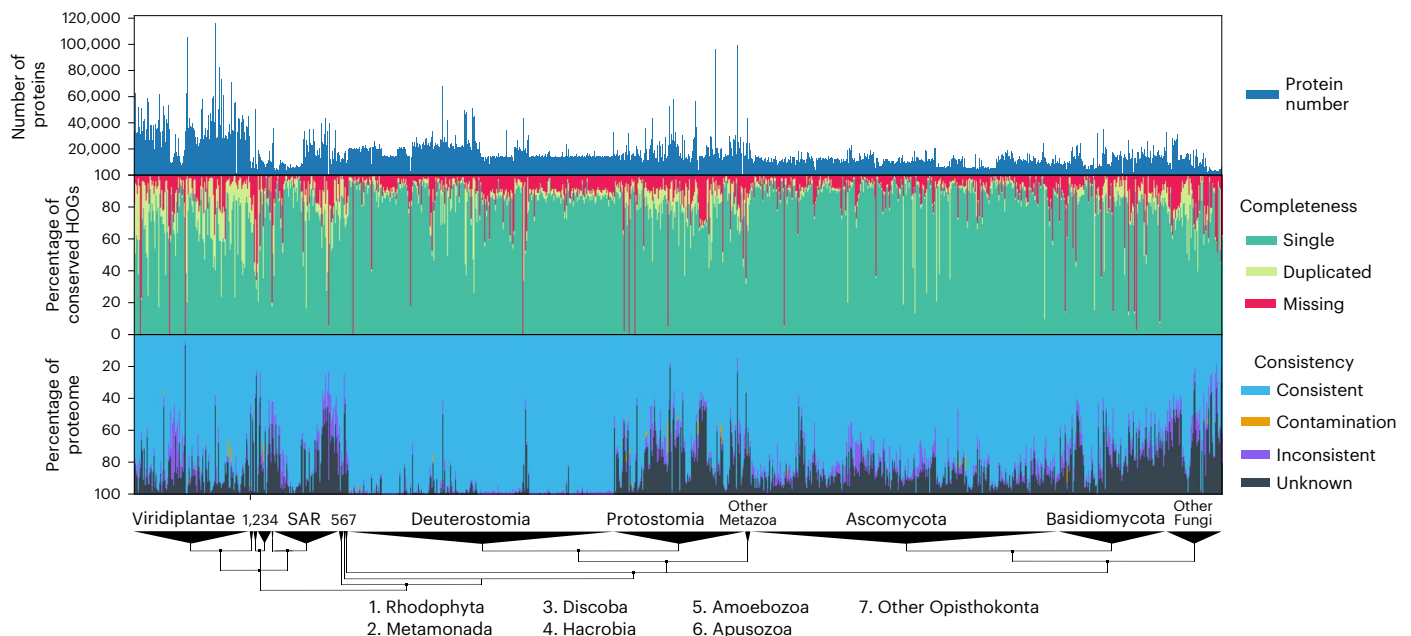 Number of
proteins
120,000
100,000
80,000
60,000
40,000
20,000
Protein
number
Percentage of
conserved HOGs
100
80
60
40
20
0
Completeness
Single
Duplicated
Missing
Percentage of
proteome
20
40
60
80
100
Consistency
Consistent
Contamination
Inconsistent
Unknown
Viridiplantae
1,234
SAR
567
Deuterostomia
Protostomia
Other
Metazoa
Ascomycota
Basidiomycota
Other
Fungi
1. Rhodophyta
2. Metamonada
3. Discoba
4. Hacrobia
5. Amoebozoa
6. Apusozoa
7. Other Opisthokonta